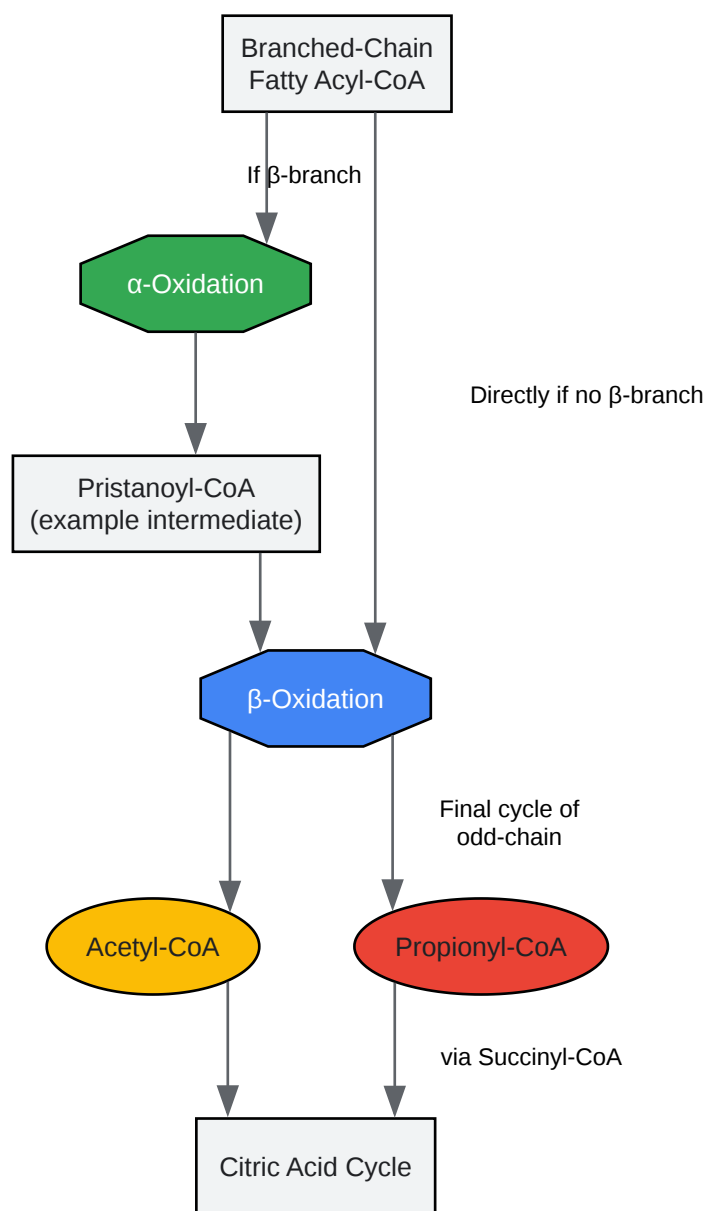 Branched-Chain
Fatty Acyl-CoA
If β-branch
α-Oxidation
Directly if no β-branch
Pristanoyl-CoA
(example intermediate)
β-Oxidation
Final cycle of
odd-chain
Acetyl-CoA
Propionyl-CoA
via Succinyl-CoA
Citric Acid Cycle